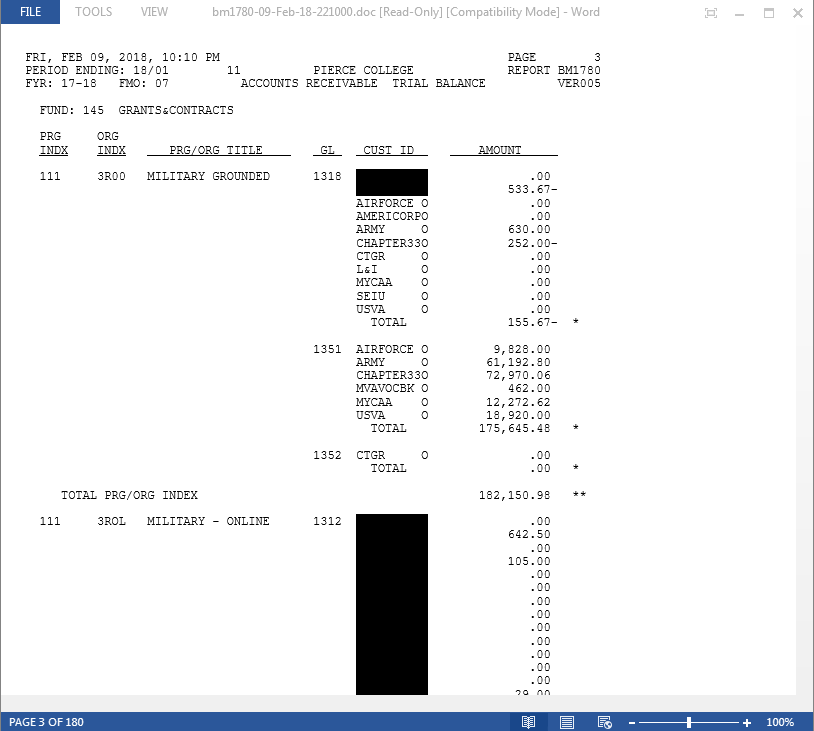 FILE TOOLS VIEW bm1780-09-Feb-18-221000.doc [Read-Only] [Compatibility Mode] - Word
FRI, FEB 09, 2018, 10:10 PM PAGE 3
PERIOD ENDING: 18/01 11 PIERCE COLLEGE REPORT BM1780
FYR: 17-18 FMO: 07 ACCOUNTS RECEIVABLE TRIAL BALANCE VER005
FUND: 145 GRANTS&CONTRACTS
PRG ORG
INDX INDX PRG/ORG TITLE GL CUST ID AMOUNT
111 3R00 MILITARY GROUNDED 1318 .00
533.67-
AIRFORCE O .00
AMERICORPO .00
ARMY O 630.00
CHAPTER33O 252.00-
CTGR O .00
L&I O .00
MYCAA O .00
SEIU O .00
USVA O .00
TOTAL 155.67- *
1351 AIRFORCE O 9,828.00
ARMY O 61,192.80
CHAPTER33O 72,970.06
MVAVOCBK O 462.00
MYCAA O 12,272.62
USVA O 18,920.00
TOTAL 175,645.48 *
1352 CTGR O .00
TOTAL .00 *
TOTAL PRG/ORG INDEX 182,150.98 **
111 3ROL MILITARY - ONLINE 1312 .00
642.50
.00
105.00
.00
.00
.00
.00
.00
.00
.00
.00
.00
29.00
PAGE 3 OF 180 100%